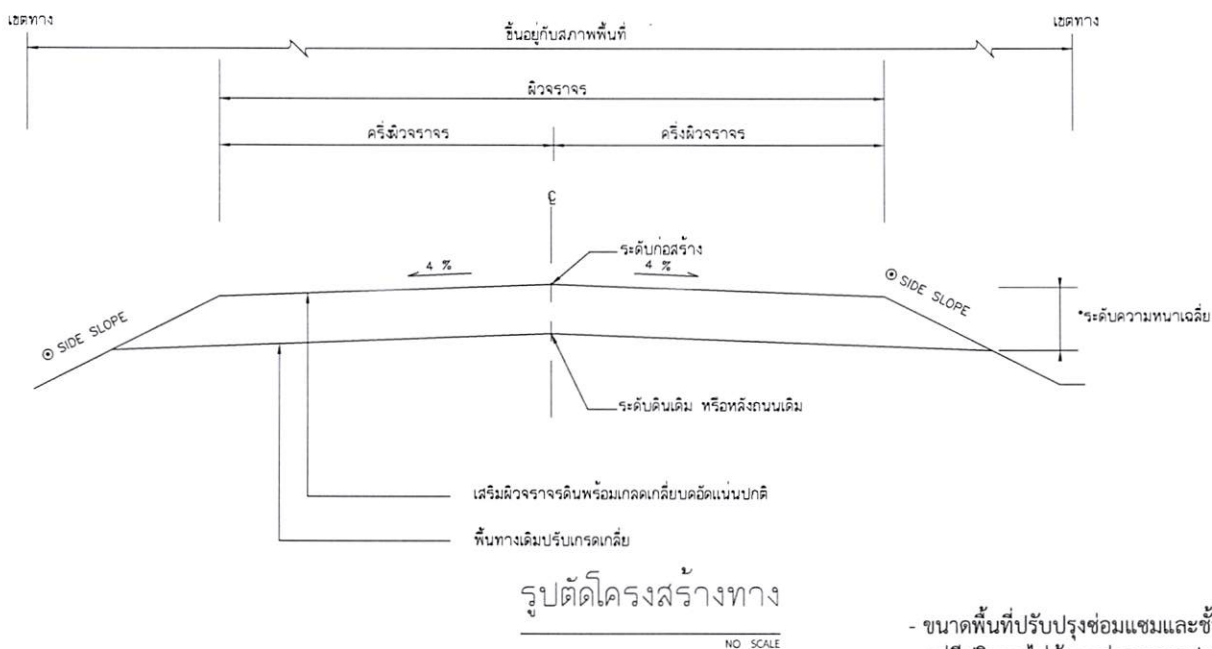 เขตทาง
เขตทาง
ขึ้นอยู่กับสภาพพื้นที่
ผิวจราจร
ครึ่งผิวจราจร
ครึ่งผิวจราจร
ระดับก่อสร้าง
4 %
4 %
SIDE SLOPE
SIDE SLOPE
*ระดับความหนาเฉลี่ย
ระดับดินเดิม หรือหลังถนนเดิม
เสริมผิวจราจรดินพร้อมเกลดเกลี่ยบดอัดแน่นปกติ
พื้นทางเดิมปรับเกรดเกลี่ย
รูปตัดโครงสร้างทาง
NO SCALE
- ขนาดพื้นที่ปรับปรุงซ่อมแซมและชั้